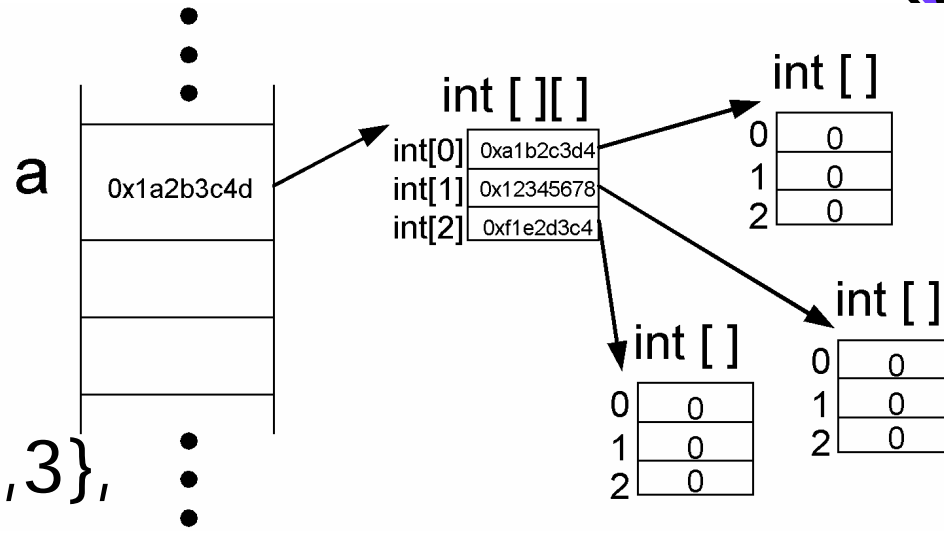 a
0x1a2b3c4d
int [ ][ ]
int[0] 0xa1b2c3d4
int[1] 0x12345678
int[2] 0xf1e2d3c4
int [ ]
0 0
1 0
2 0
int [ ]
0 0
1 0
2 0
int [ ]
0 0
1 0
2 0
,3},